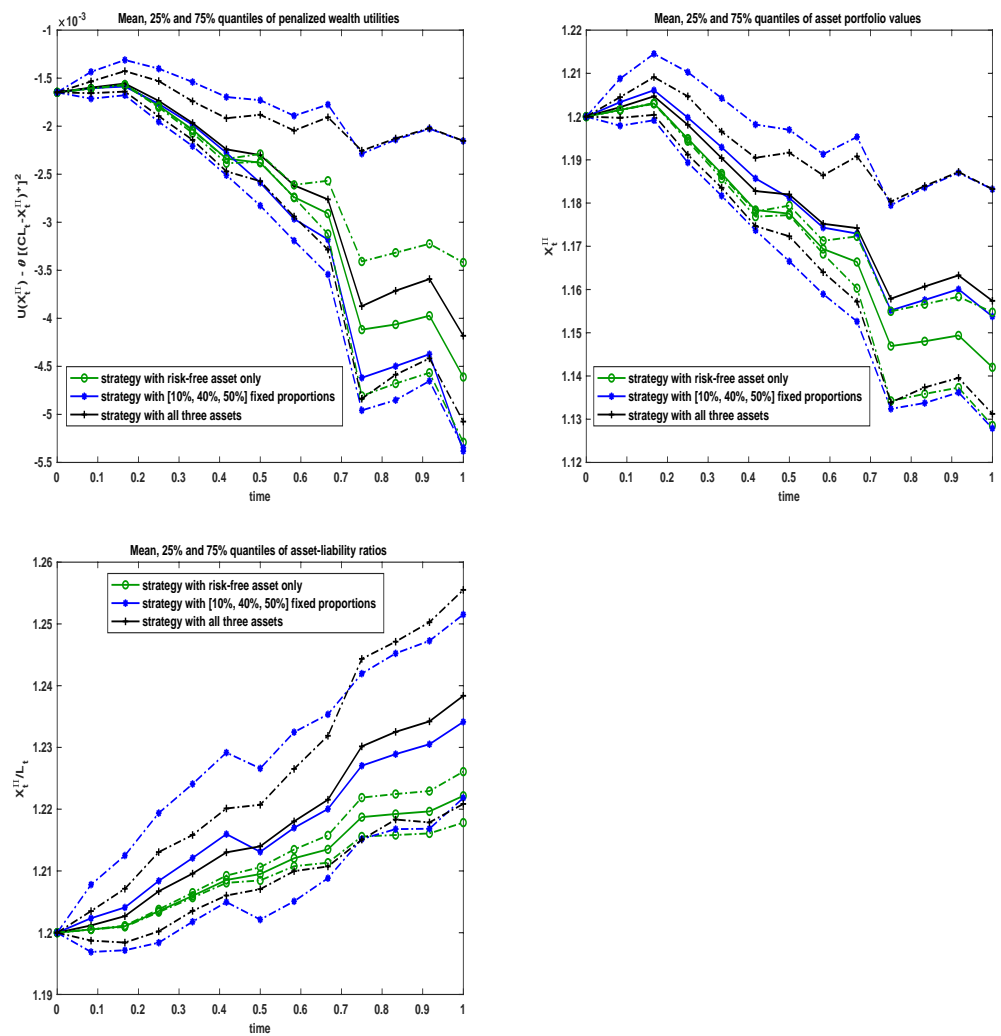 Mean, 25% and 75% quantiles of penalized wealth utilities
×10⁻³
-1
-1.5
-2
-2.5
-3
-3.5
-4
-4.5
-5
-5.5
U(X_t^II) - θ [(CL_t-X_t^II)⁺]²
strategy with risk-free asset only
strategy with [10%, 40%, 50%] fixed proportions
strategy with all three assets
0 0.1 0.2 0.3 0.4 0.5 0.6 0.7 0.8 0.9 1
time
Mean, 25% and 75% quantiles of asset portfolio values
1.22
1.21
1.2
1.19
1.18
1.17
1.16
1.15
1.14
1.13
1.12
X_t^II
strategy with risk-free asset only
strategy with [10%, 40%, 50%] fixed proportions
strategy with all three assets
0 0.1 0.2 0.3 0.4 0.5 0.6 0.7 0.8 0.9 1
time
Mean, 25% and 75% quantiles of asset-liability ratios
1.26
1.25
1.24
1.23
1.22
1.21
1.2
1.19
X_t^II/L_t
strategy with risk-free asset only
strategy with [10%, 40%, 50%] fixed proportions
strategy with all three assets
0 0.1 0.2 0.3 0.4 0.5 0.6 0.7 0.8 0.9 1
time